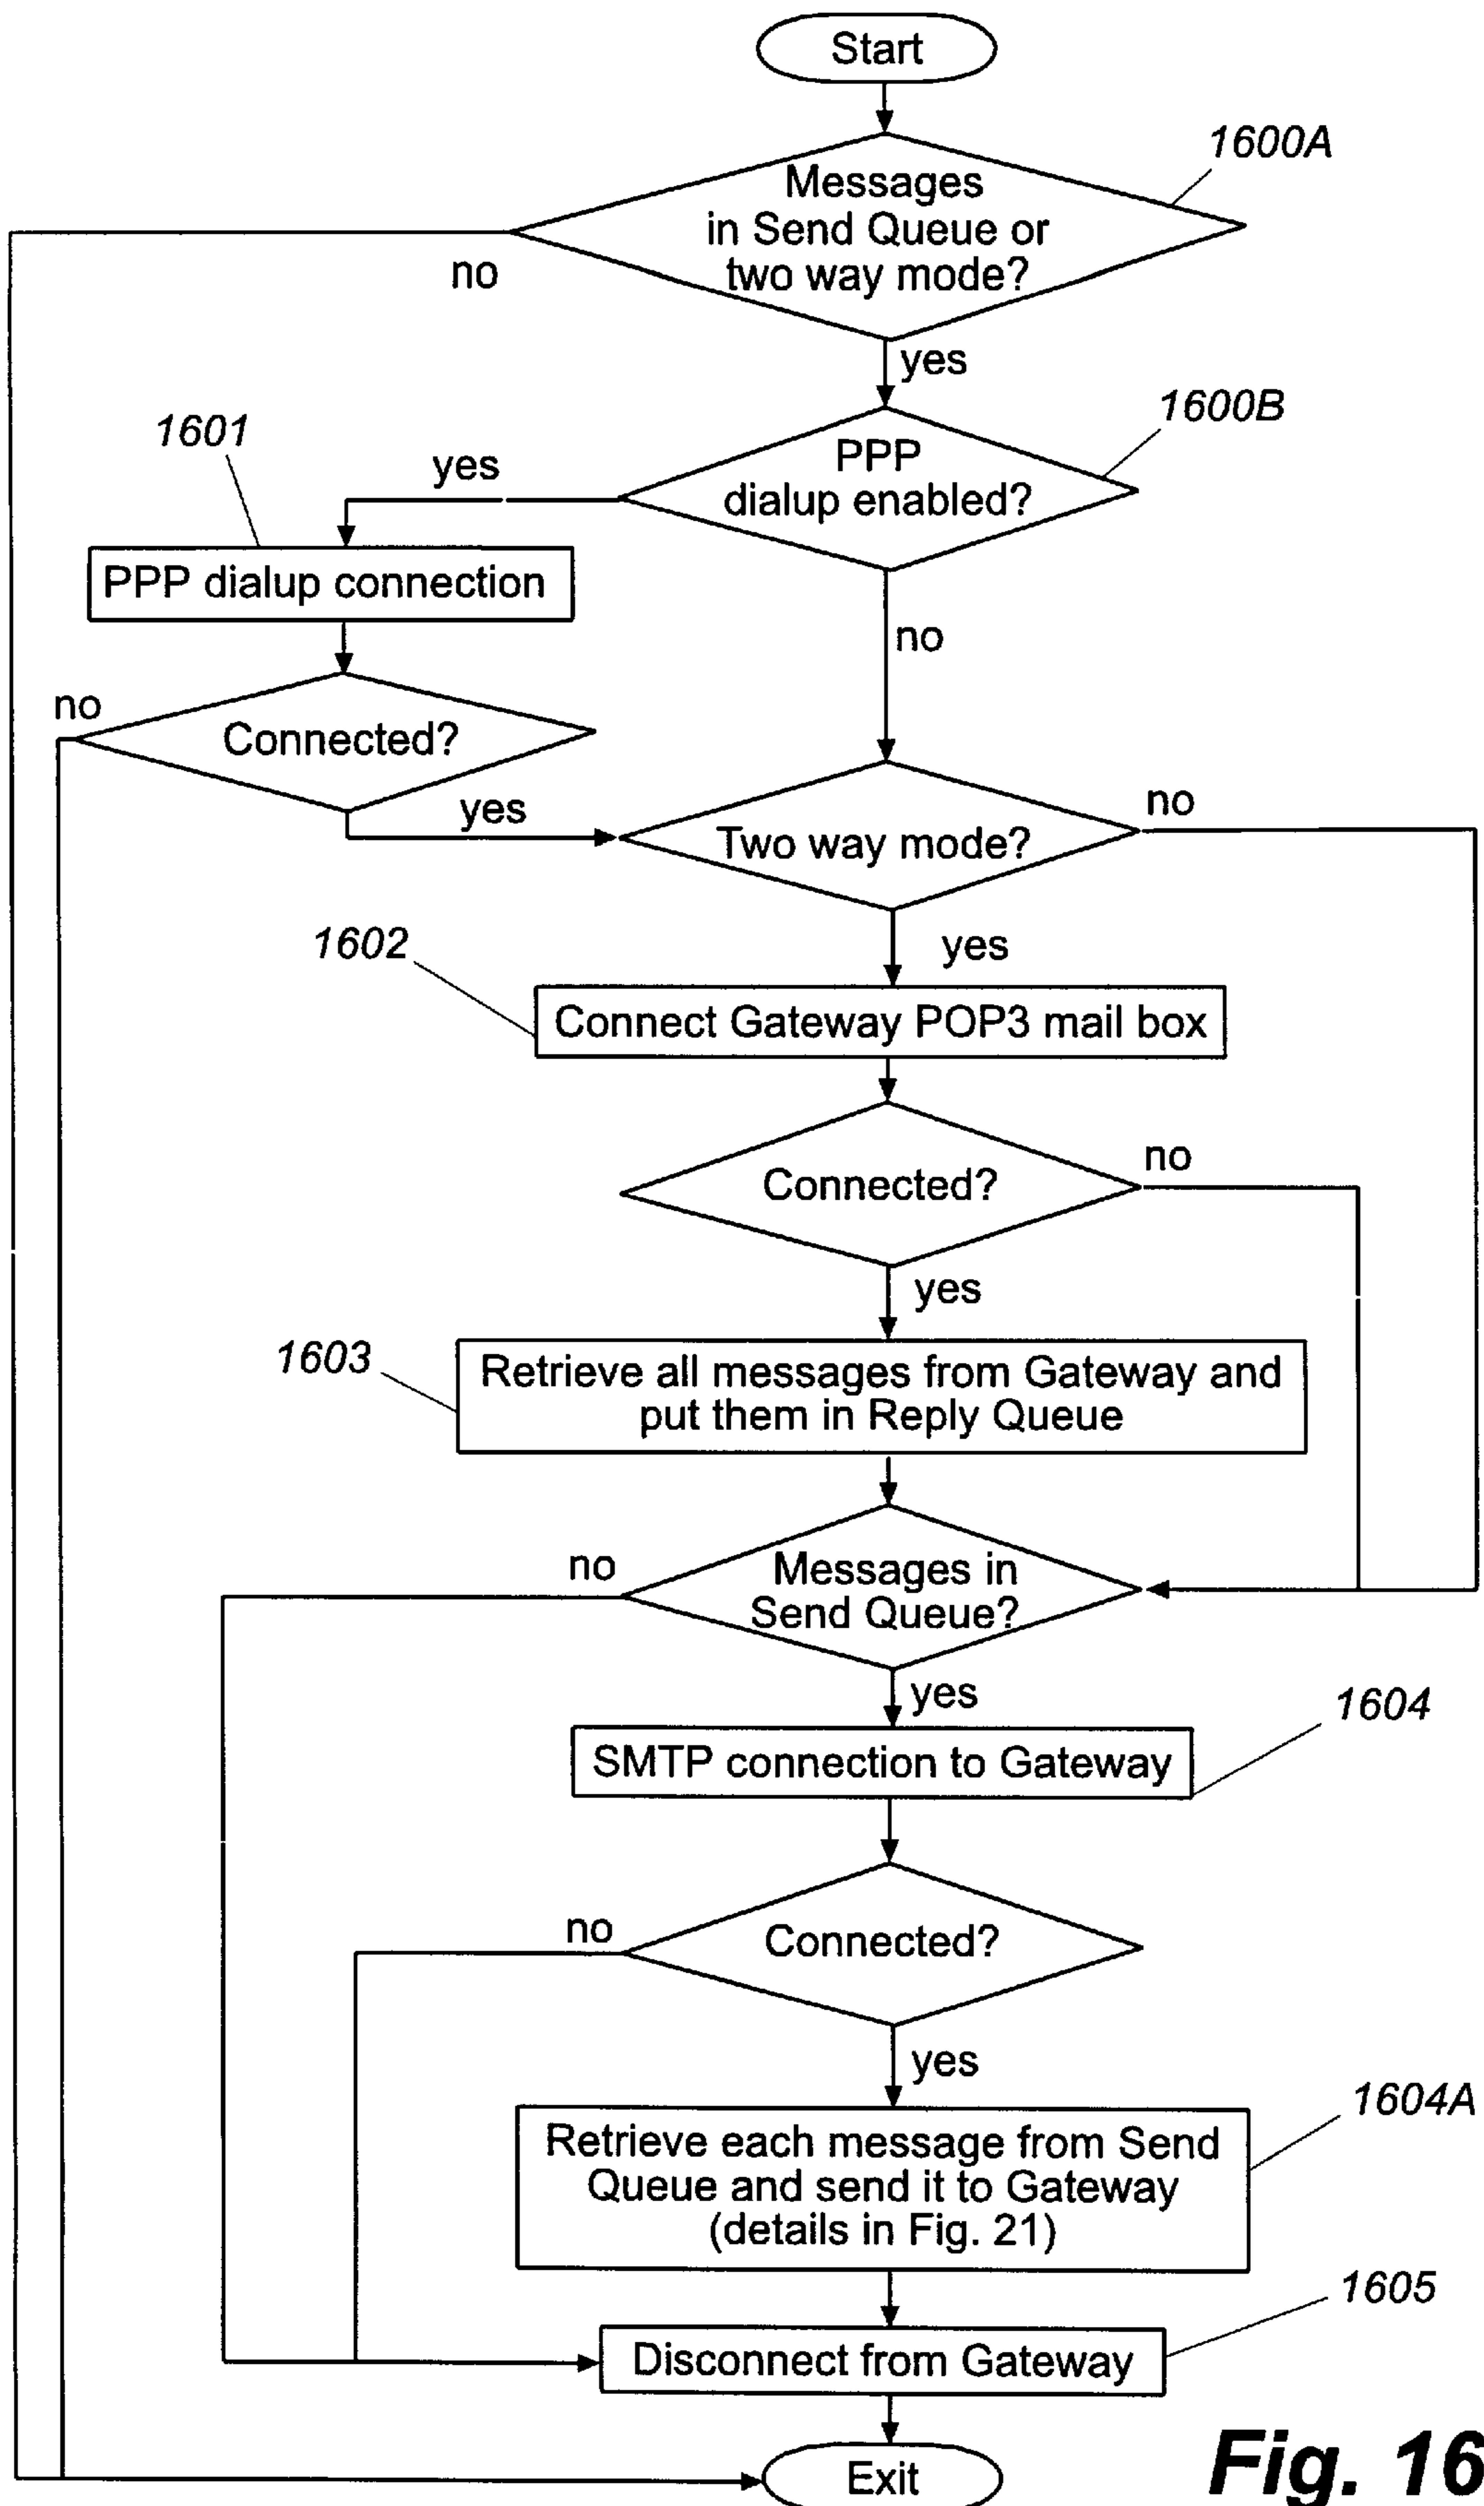 Start
1600A
Messages
in Send Queue or
two way mode?
no
yes
1600B
1601
yes
PPP
dialup enabled?
PPP dialup connection
no
no
Connected?
yes
no
Two way mode?
1602
yes
Connect Gateway POP3 mail box
no
Connected?
yes
1603
Retrieve all messages from Gateway and
put them in Reply Queue
no
Messages in
Send Queue?
yes
1604
SMTP connection to Gateway
no
Connected?
yes
1604A
Retrieve each message from Send
Queue and send it to Gateway
(details in Fig. 21)
1605
Disconnect from Gateway
Exit
Fig. 16